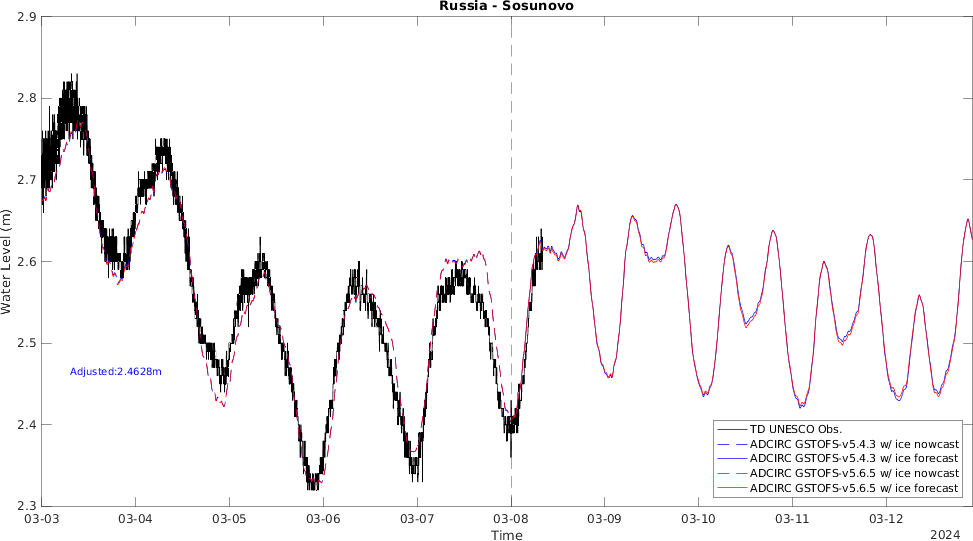 Russia - Sosunovo
2.9
2.8
2.7
2.6
2.5
2.4
2.3
Water Level (m)
Adjusted:2.4628m
TD UNESCO Obs.
ADCIRC GSTOFS-v5.4.3 w/ ice nowcast
ADCIRC GSTOFS-v5.4.3 w/ ice forecast
ADCIRC GSTOFS-v5.6.5 w/ ice nowcast
ADCIRC GSTOFS-v5.6.5 w/ ice forecast
03-03 03-04 03-05 03-06 03-07 03-08 03-09 03-10 03-11 03-12
Time
2024